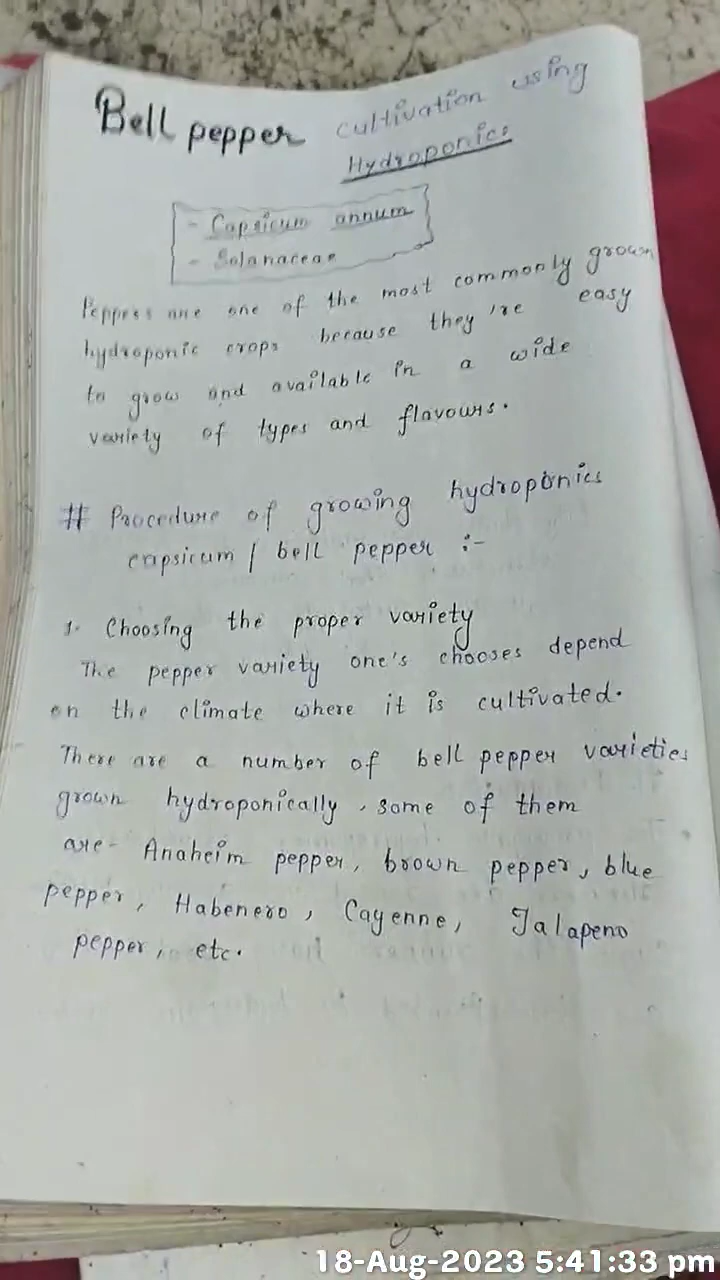 Bell pepper cultivation using
Hydroponics
- Capsicum annum
- Solanaceae
Peppers are one of the most commonly grown
hydroponic crops because they're easy
to grow and available in a wide
variety of types and flavours.
# Procedure of growing hydroponics
capsicum / bell pepper :-
1. Choosing the proper variety
The pepper variety one's chooses depend
on the climate where it is cultivated.
There are a number of bell pepper varieties
grown hydroponically, some of them
are- Anaheim pepper, brown pepper, blue
pepper, Habenero, Cayenne, Jalapeno
pepper, etc.
18-Aug-2023 5:41:33 pm